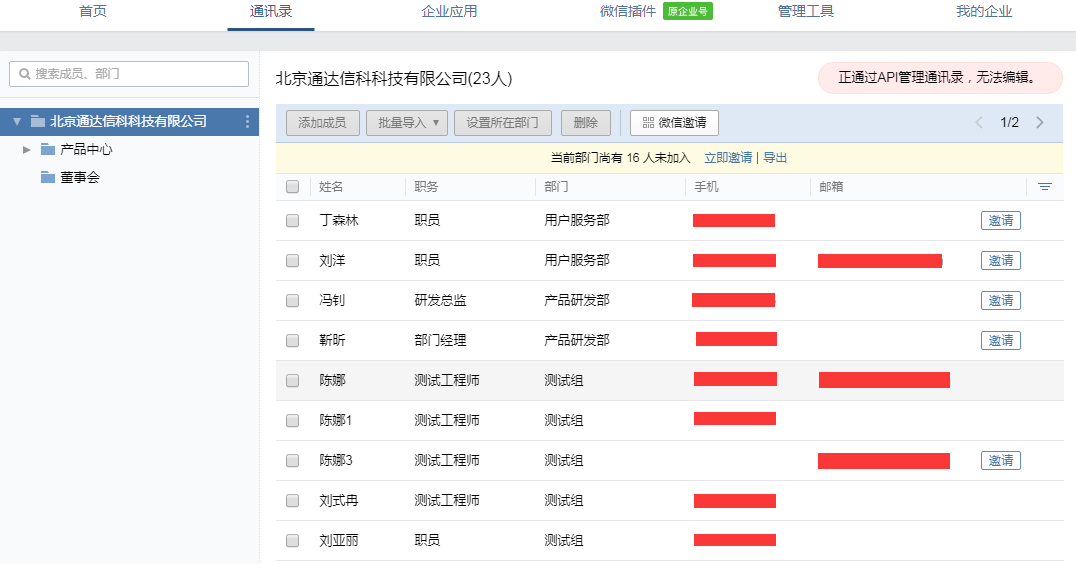 首页 通讯录 企业应用 微信插件 原企业号 管理工具 我的企业
搜索成员、部门
北京通达信科科技有限公司
产品中心
董事会
北京通达信科科技有限公司(23人)
正通过API管理通讯录，无法编辑。
添加成员 批量导入 设置所在部门 删除 微信邀请 1/2
当前部门尚有 16 人未加入 立即邀请 | 导出
姓名 职务 部门 手机 邮箱
丁森林 职员 用户服务部 邀请
刘洋 职员 用户服务部 邀请
冯钊 研发总监 产品研发部 邀请
靳昕 部门经理 产品研发部 邀请
陈娜 测试工程师 测试组
陈娜1 测试工程师 测试组
陈娜3 测试工程师 测试组 邀请
刘式冉 测试工程师 测试组
刘亚丽 职员 测试组